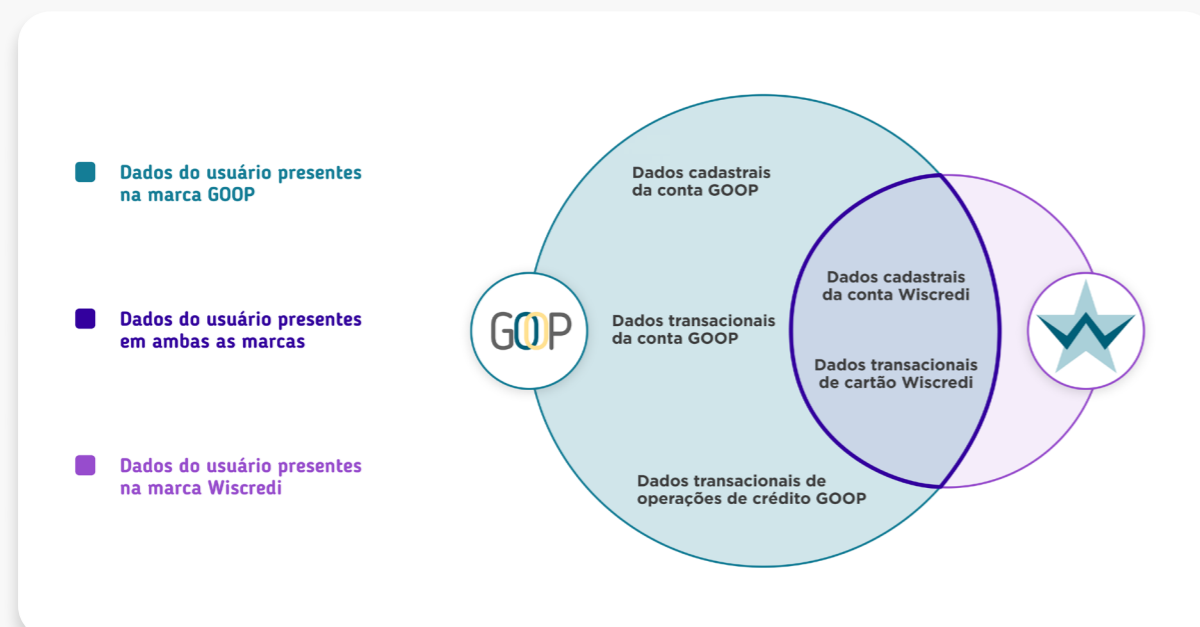 Dados do usuário presentes
na marca GOOP
Dados do usuário presentes
em ambas as marcas
Dados do usuário presentes
na marca Wiscredi
Dados cadastrais
da conta GOOP
GOOP
Dados transacionais
da conta GOOP
Dados transacionais de
operações de crédito GOOP
Dados cadastrais
da conta Wiscredi
Dados transacionais
de cartão Wiscredi